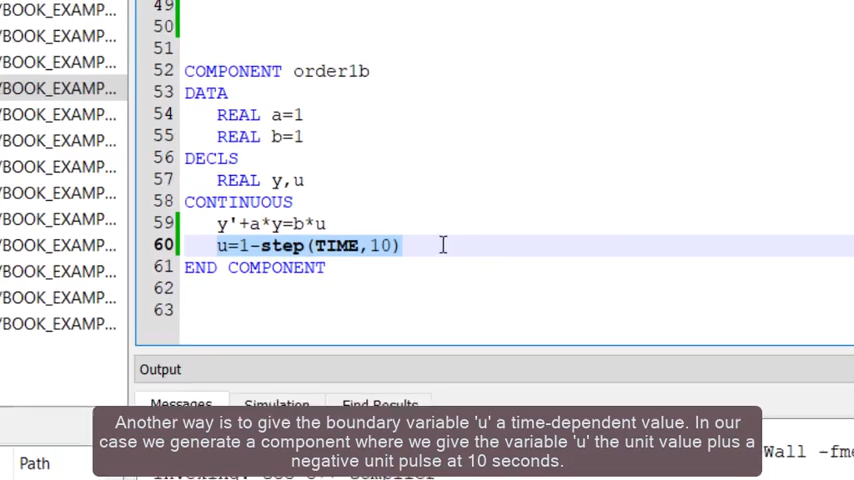 /BOOK_EXAMP...
/BOOK_EXAMP...
/BOOK_EXAMP...
/BOOK_EXAMP...
/BOOK_EXAMP...
/BOOK_EXAMP...
/BOOK_EXAMP...
/BOOK_EXAMP...
/BOOK_EXAMP...
/BOOK_EXAMP...
/BOOK_EXAMP...
/BOOK_EXAMP...
/BOOK_EXAMP...
49
50
51
52 COMPONENT order1b
53 DATA
54 REAL a=1
55 REAL b=1
56 DECLS
57 REAL y,u
58 CONTINUOUS
59 y'+a*y=b*u
60 u=1-step(TIME,10)
61 END COMPONENT
62
63
Output
Messages Simulation Find Results
Another way is to give the boundary variable 'u' a time-dependent value. In our
case we generate a component where we give the variable 'u' the unit value plus a
negative unit pulse at 10 seconds.
Wall -fme
Path